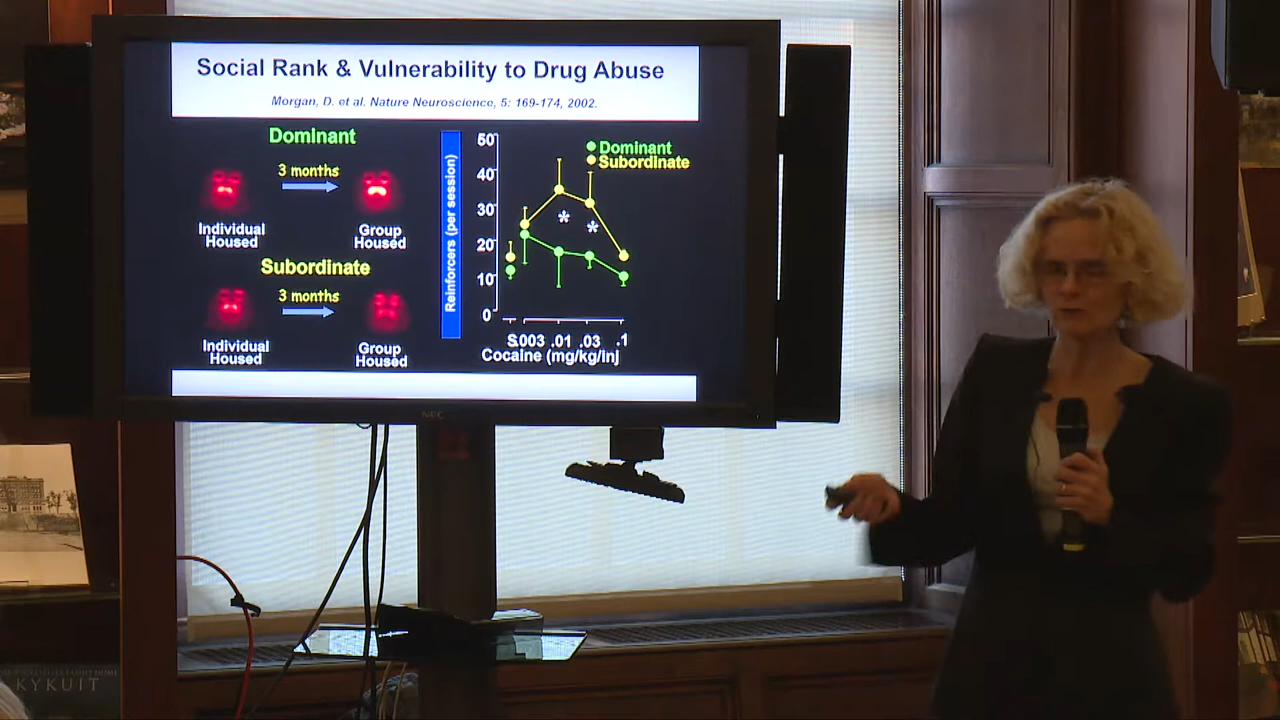 Social Rank & Vulnerability to Drug Abuse
Morgan, D. et al. Nature Neuroscience, 5: 169-174, 2002.
Dominant
3 months
Individual
Housed
Group
Housed
Subordinate
3 months
Individual
Housed
Group
Housed
Reinforcers (per session)
50
40
30
20
10
0
Dominant
Subordinate
*
*
S.003 .01 .03 .1
Cocaine (mg/kg/inj
NEC
KYKUIT